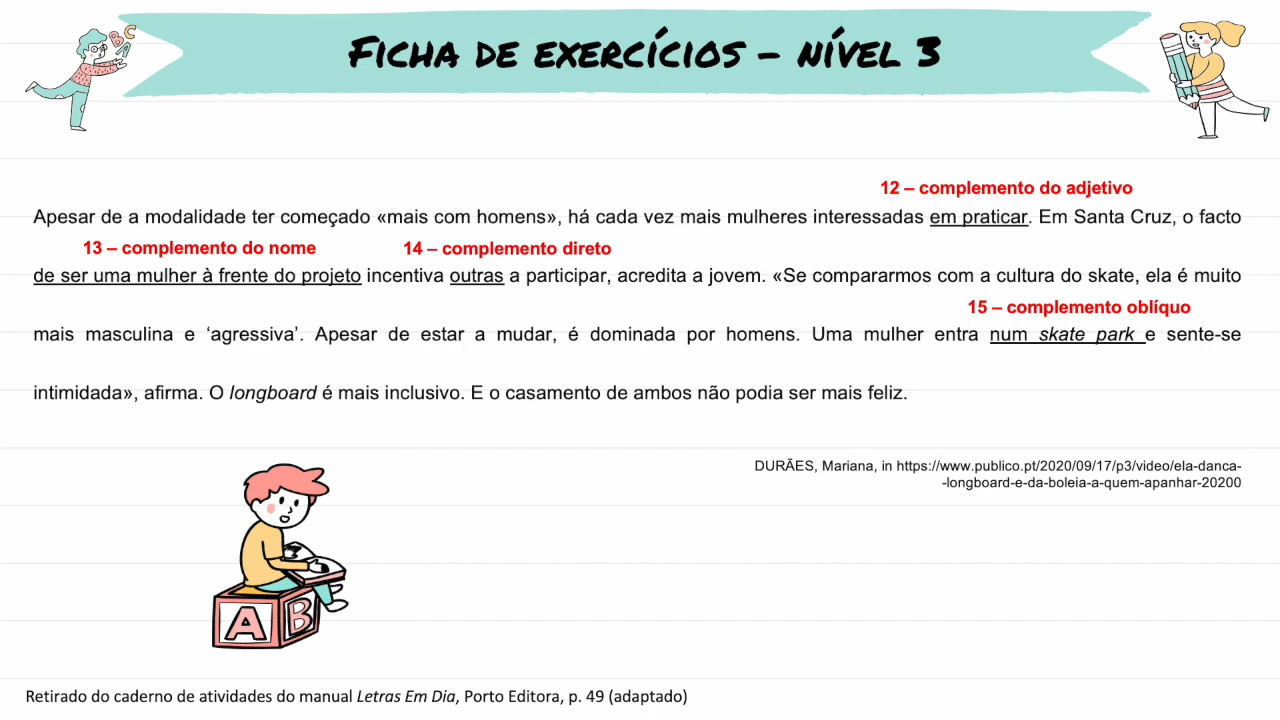 FICHA DE EXERCÍCIOS – NÍVEL 3
12 – complemento do adjetivo
Apesar de a modalidade ter começado «mais com homens», há cada vez mais mulheres interessadas em praticar. Em Santa Cruz, o facto
13 – complemento do nome 14 – complemento direto
de ser uma mulher à frente do projeto incentiva outras a participar, acredita a jovem. «Se compararmos com a cultura do skate, ela é muito
15 – complemento oblíquo
mais masculina e ‘agressiva’. Apesar de estar a mudar, é dominada por homens. Uma mulher entra num skate park e sente-se
intimidada», afirma. O longboard é mais inclusivo. E o casamento de ambos não podia ser mais feliz.
DURÃES, Mariana, in https://www.publico.pt/2020/09/17/p3/video/ela-danca-
-longboard-e-da-boleia-a-quem-apanhar-20200
A B
Retirado do caderno de atividades do manual Letras Em Dia, Porto Editora, p. 49 (adaptado)
B C
A